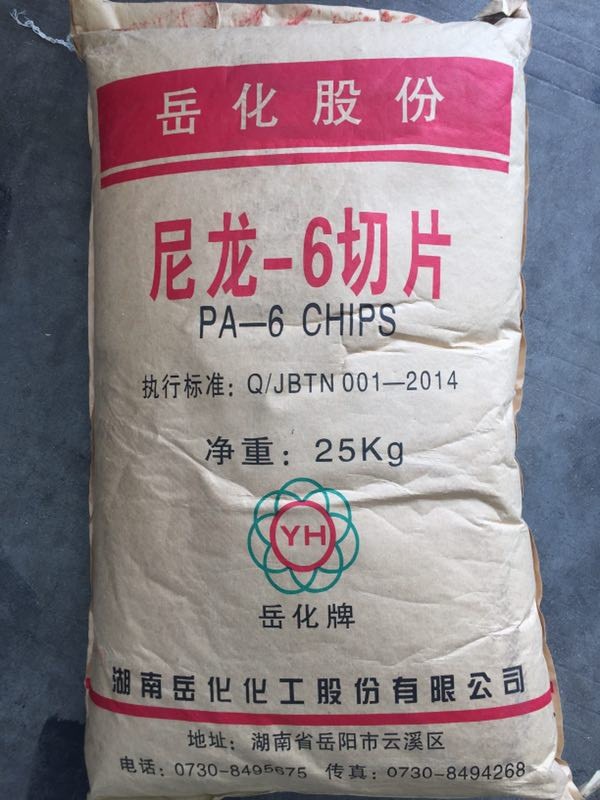 岳化股份
尼龙-6切片
PA—6 CHIPS
执行标准：Q/JBTN 001—2014
净重：25Kg
YH
岳化牌
湖南岳化化工股份有限公司
地址：湖南省岳阳市云溪区
电话：0730-8495675 传真：0730-8494268